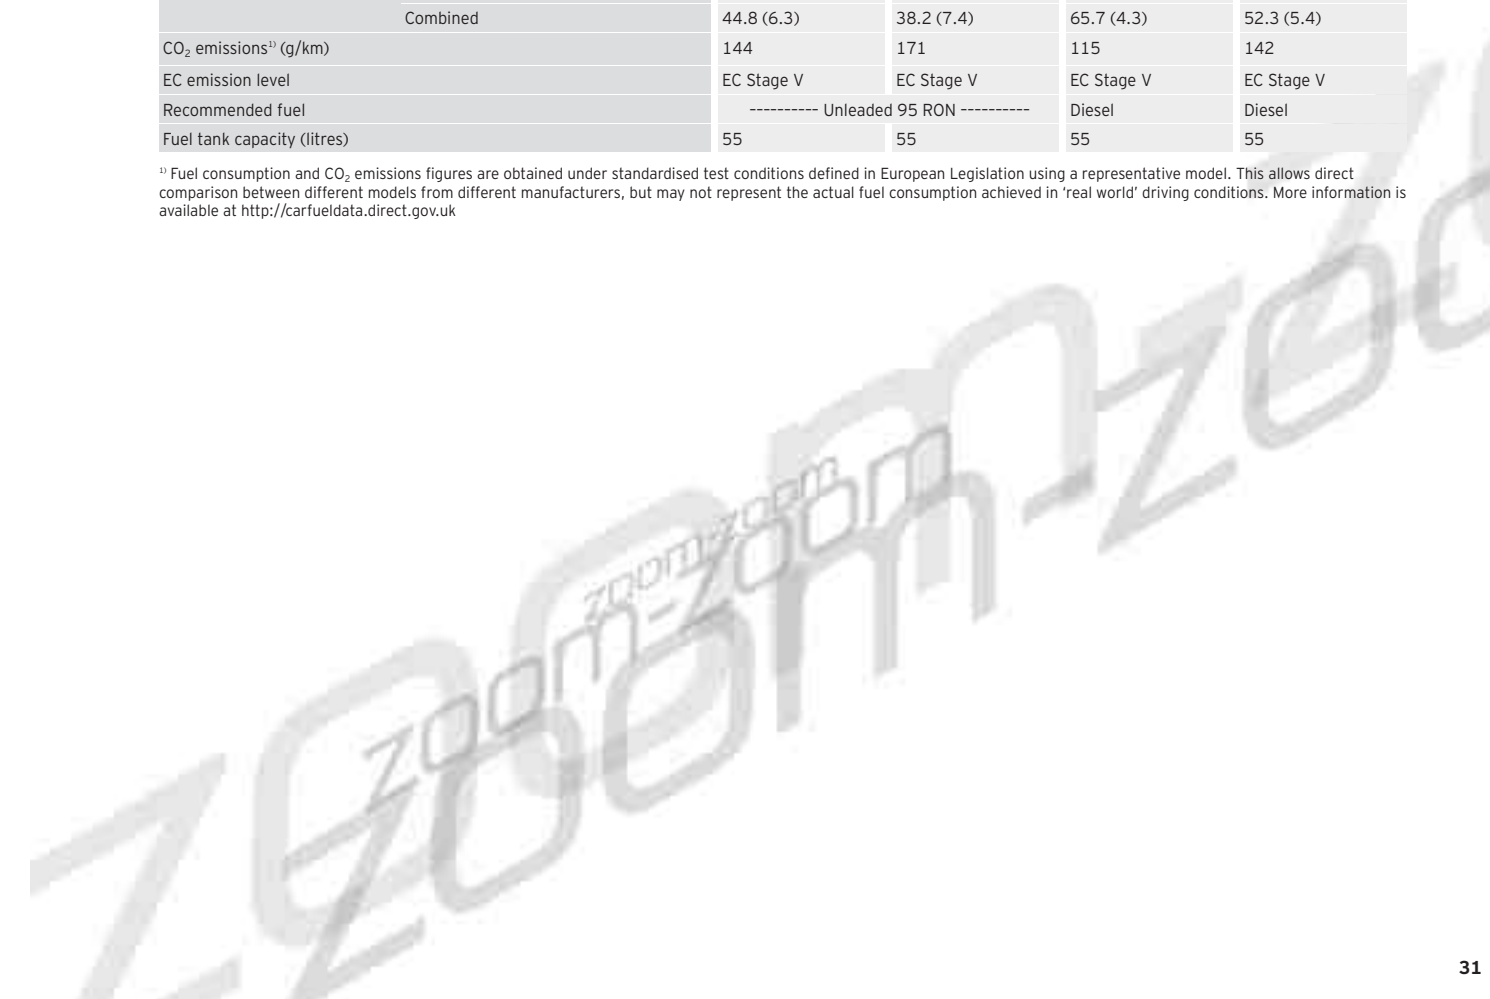 Combined 44.8 (6.3) 38.2 (7.4) 65.7 (4.3) 52.3 (5.4)
CO₂ emissions¹⁾ (g/km) 144 171 115 142
EC emission level EC Stage V EC Stage V EC Stage V EC Stage V
Recommended fuel ---------- Unleaded 95 RON ---------- Diesel Diesel
Fuel tank capacity (litres) 55 55 55 55
¹⁾ Fuel consumption and CO₂ emissions figures are obtained under standardised test conditions defined in European Legislation using a representative model. This allows direct
comparison between different models from different manufacturers, but may not represent the actual fuel consumption achieved in ‘real world’ driving conditions. More information is
available at http://carfueldata.direct.gov.uk
zoom-zoom
zoom-zoom
zoom-zoo
31